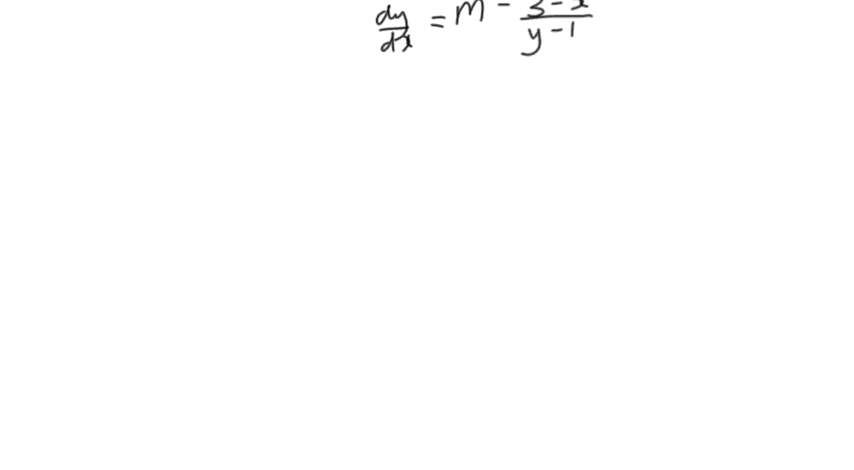 dy/dx = m - (3-x)/(y-1)